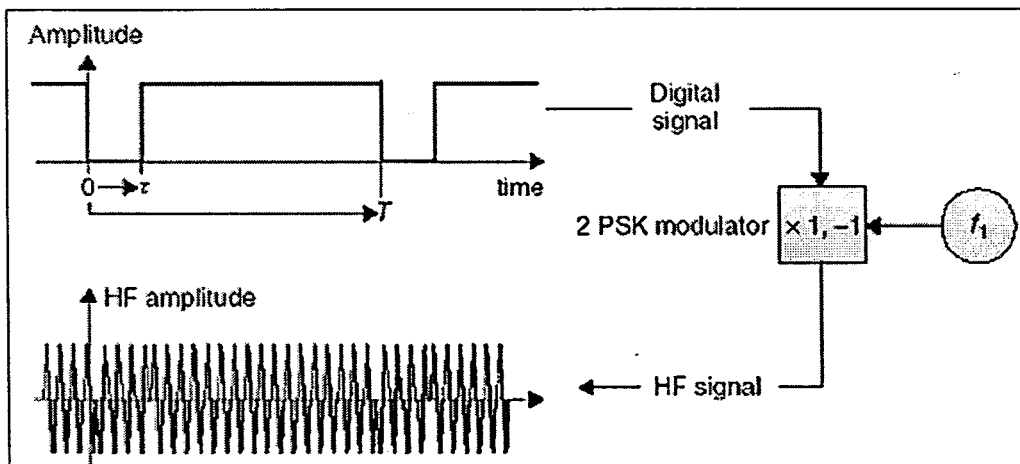 Amplitude
Digital
signal
0
τ
time
T
2 PSK modulator
× 1, –1
f₁
HF amplitude
HF signal